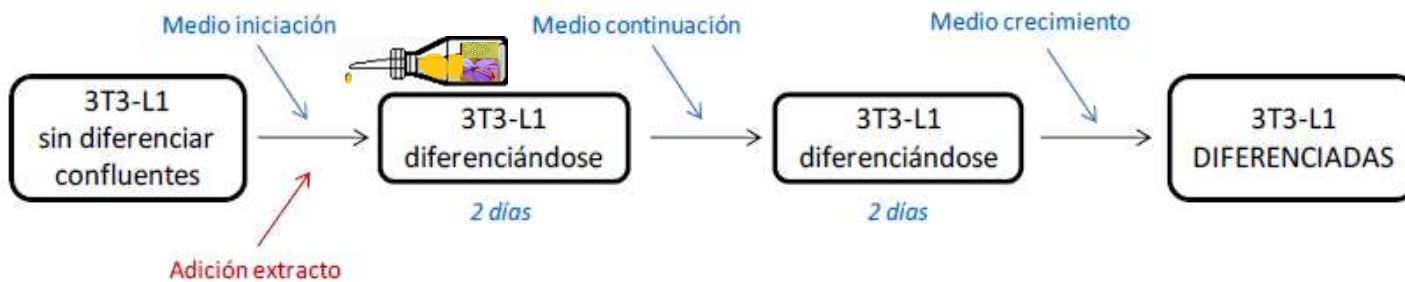 Medio iniciación
Medio continuación
Medio crecimiento
3T3-L1
sin diferenciar
confluentes
3T3-L1
diferenciándose
3T3-L1
diferenciándose
3T3-L1
DIFERENCIADAS
2 días
2 días
Adición extracto